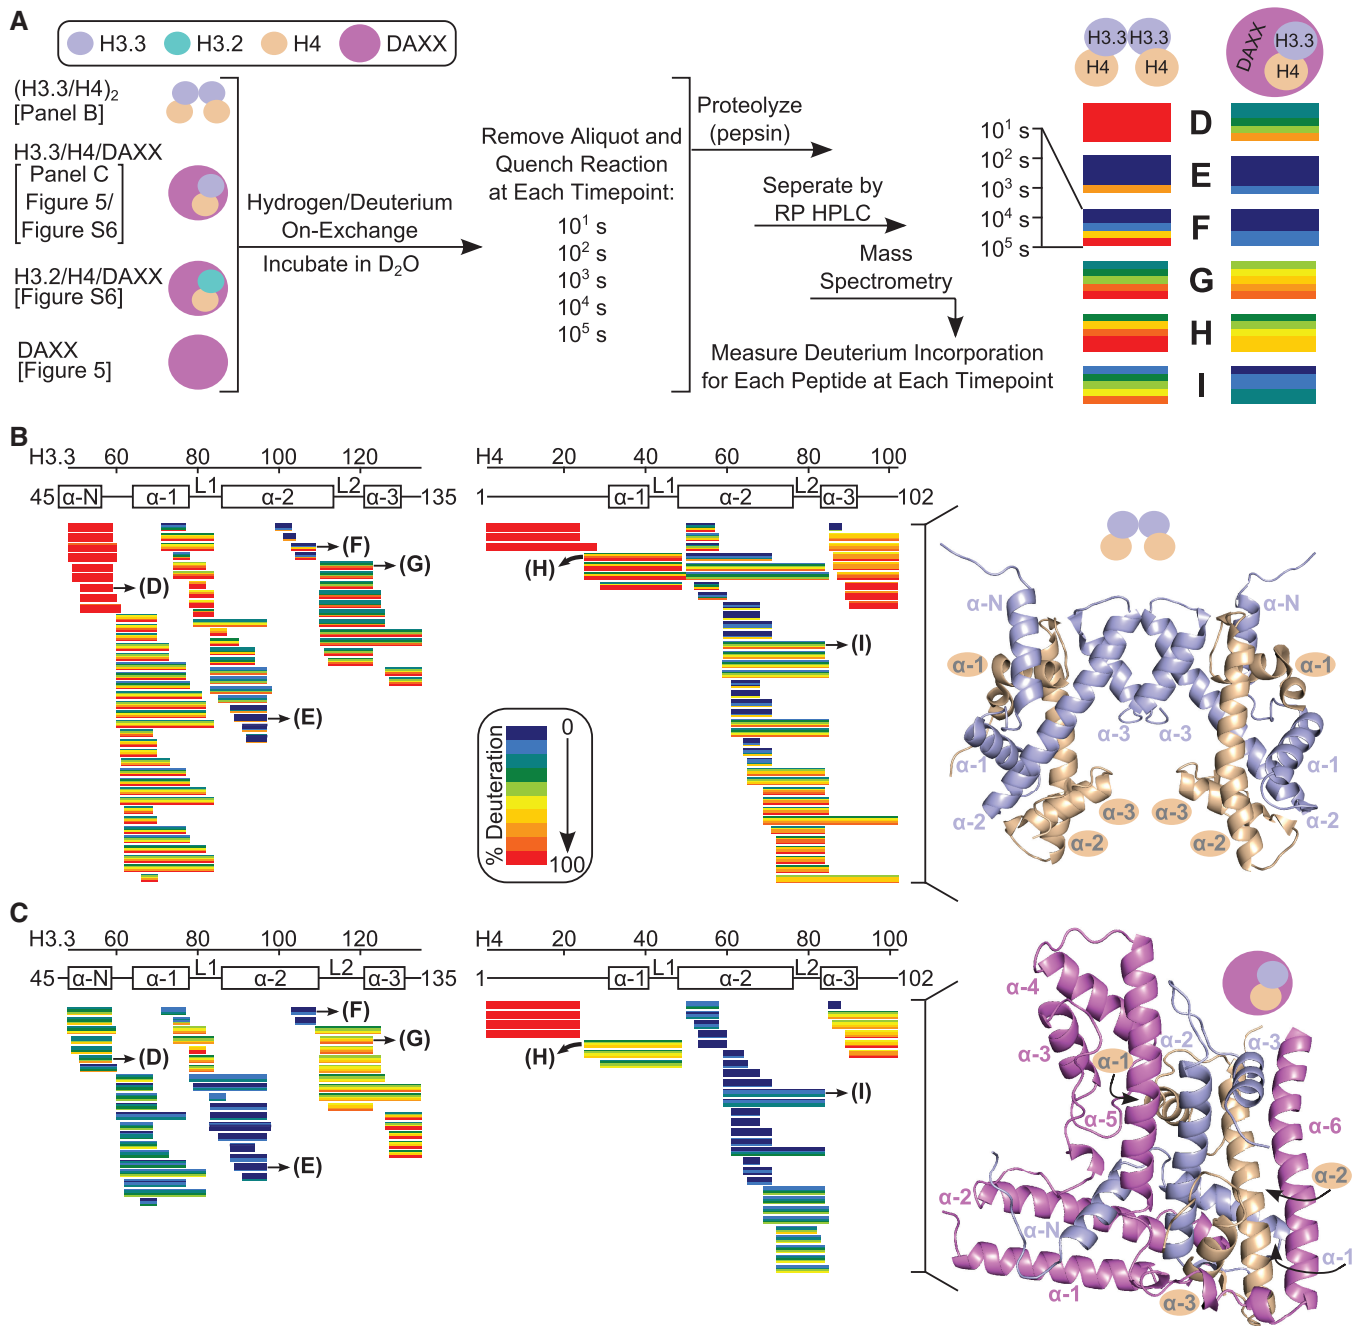 A
H3.3 H3.2 H4 DAXX
(H3.3/H4)2
[Panel B]
H3.3/H4/DAXX
[Panel C
Figure 5/
Figure S6]
H3.2/H4/DAXX
[Figure S6]
DAXX
[Figure 5]
Hydrogen/Deuterium
On-Exchange
Incubate in D2O
Remove Aliquot and
Quench Reaction
at Each Timepoint:
10¹ s
10² s
10³ s
10⁴ s
10⁵ s
Proteolyze
(pepsin)
Seperate by
RP HPLC
Mass
Spectrometry
Measure Deuterium Incorporation
for Each Peptide at Each Timepoint
H3.3 H3.3
H4 H4
DAXX H3.3
H4
10¹ s
10² s
10³ s
10⁴ s
10⁵ s
D
E
F
G
H
I
B
H3.3 60 80 100 120
45 α-N α-1 L1 α-2 L2 α-3 135
(F)
(G)
(D)
(E)
H4 20 40 60 80 100
1 α-1 L1 α-2 L2 α-3 102
(H)
(I)
% Deuteration
0
100
α-N α-N
α-1 α-1
α-3 α-3
α-1 α-1
α-3 α-3
α-2 α-2
α-2 α-2
C
H3.3 60 80 100 120
45 α-N α-1 L1 α-2 L2 α-3 135
(F)
(G)
(D)
(E)
H4 20 40 60 80 100
1 α-1 L1 α-2 L2 α-3 102
(H)
(I)
α-4
α-3
α-1
α-2
α-3
α-5
α-6
α-2
α-2
α-N
α-1
α-1
α-3